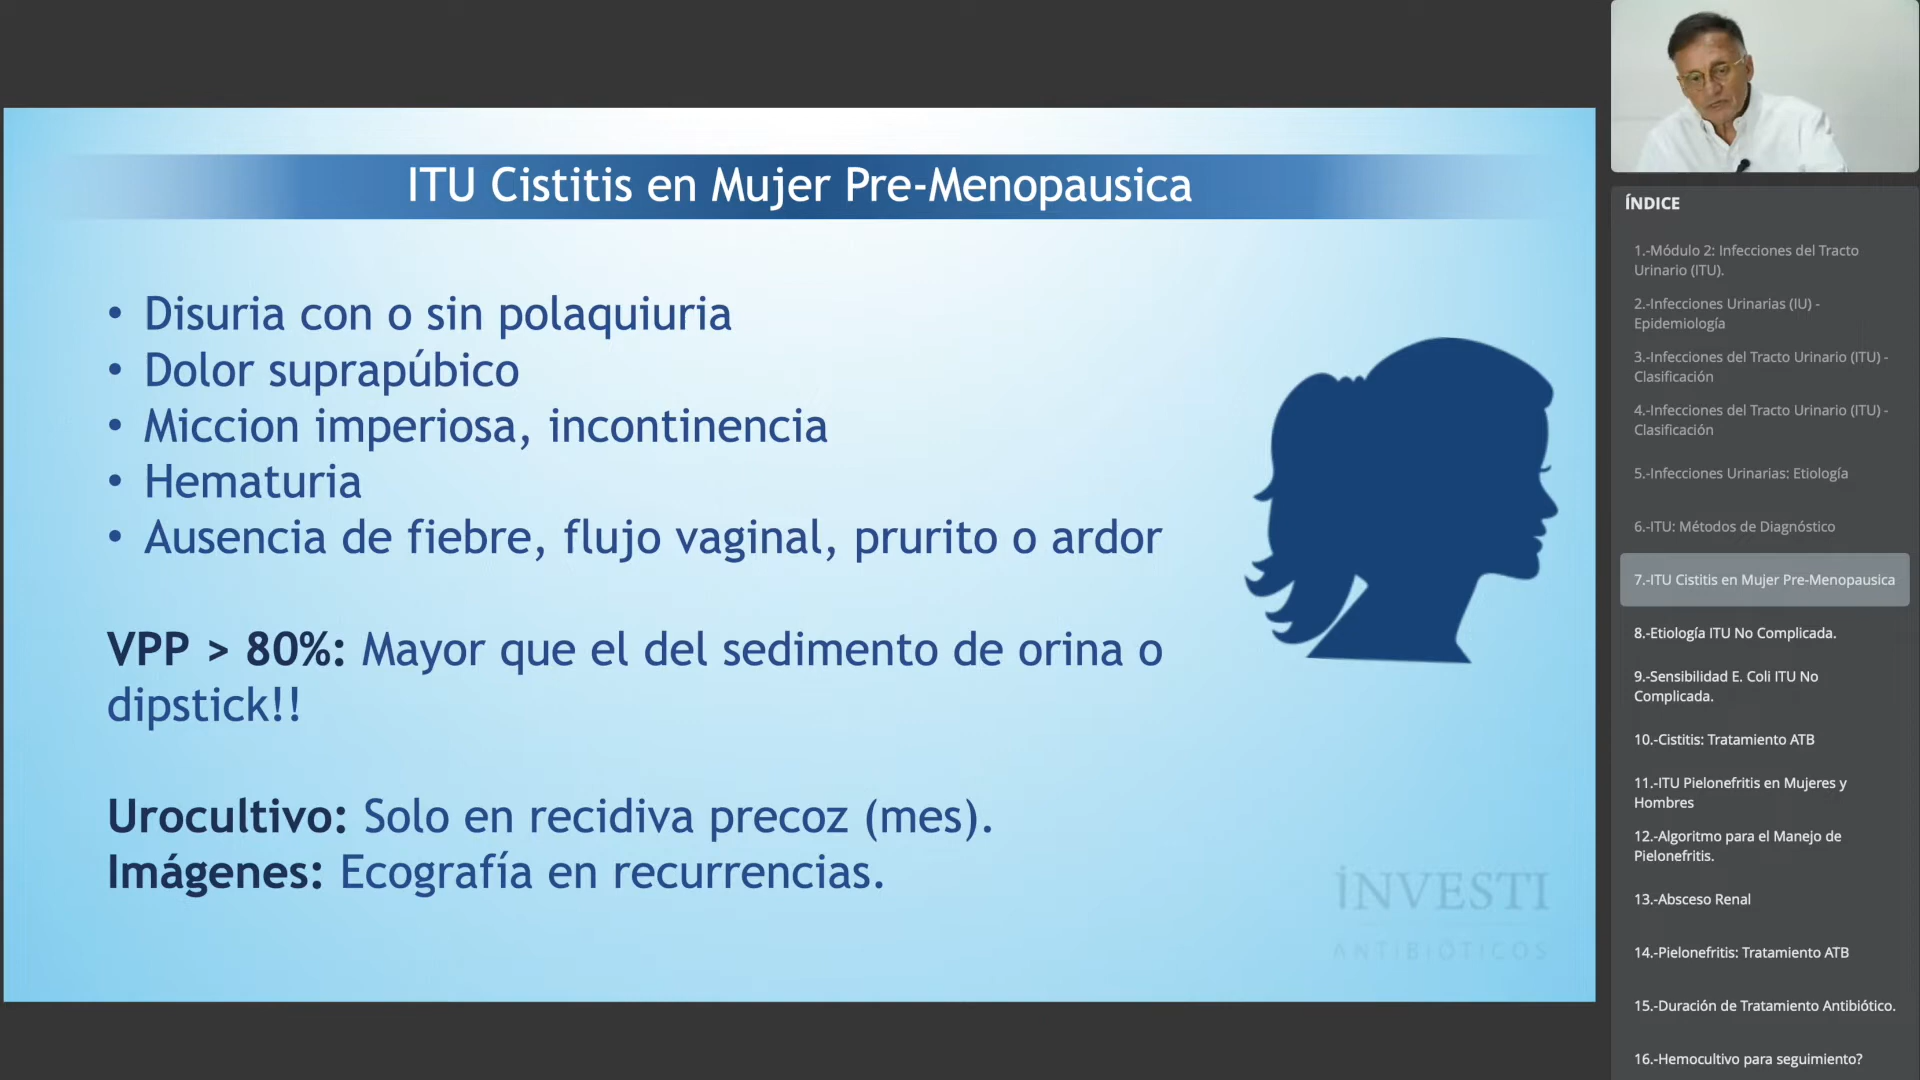 ITU Cistitis en Mujer Pre-Menopausica
• Disuria con o sin polaquiuria
• Dolor suprapúbico
• Miccion imperiosa, incontinencia
• Hematuria
• Ausencia de fiebre, flujo vaginal, prurito o ardor
VPP > 80%: Mayor que el del sedimento de orina o
dipstick!!
Urocultivo: Solo en recidiva precoz (mes).
Imágenes: Ecografía en recurrencias.
INVESTI
ANTIBIÓTICOS
ÍNDICE
1.-Módulo 2: Infecciones del Tracto
Urinario (ITU).
2.-Infecciones Urinarias (IU) -
Epidemiología
3.-Infecciones del Tracto Urinario (ITU) -
Clasificación
4.-Infecciones del Tracto Urinario (ITU) -
Clasificación
5.-Infecciones Urinarias: Etiología
6.-ITU: Métodos de Diagnóstico
7.-ITU Cistitis en Mujer Pre-Menopausica
8.-Etiología ITU No Complicada.
9.-Sensibilidad E. Coli ITU No
Complicada.
10.-Cistitis: Tratamiento ATB
11.-ITU Pielonefritis en Mujeres y
Hombres
12.-Algoritmo para el Manejo de
Pielonefritis.
13.-Absceso Renal
14.-Pielonefritis: Tratamiento ATB
15.-Duración de Tratamiento Antibiótico.
16.-Hemocultivo para seguimiento?